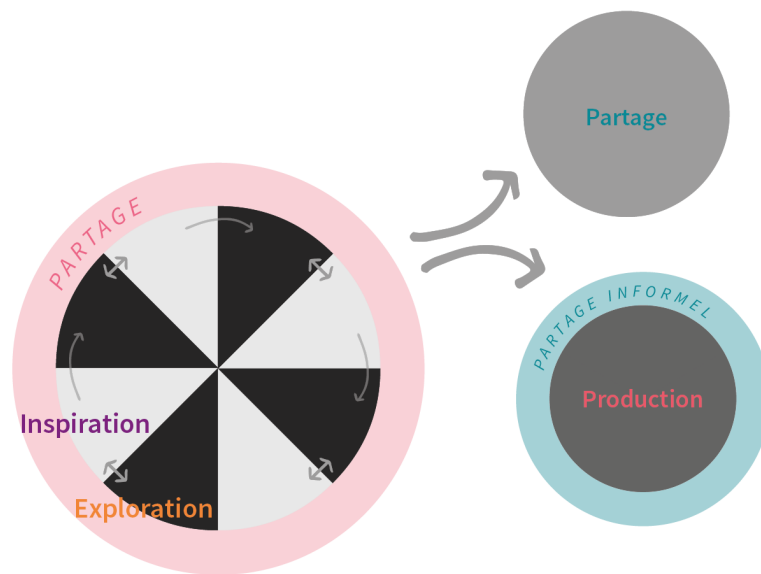 Partage
PARTAGE
PARTAGE INFORMEL
Production
Inspiration
Exploration